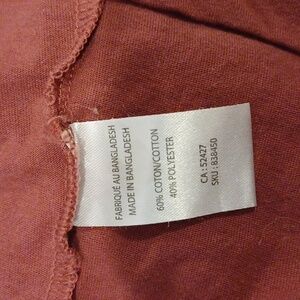 FABRIQUÉ AU BANGLADESH
MADE IN BANGLADESH
60% COTON/COTTON
40% POLYESTER
CA : 52427
SKU : 838450